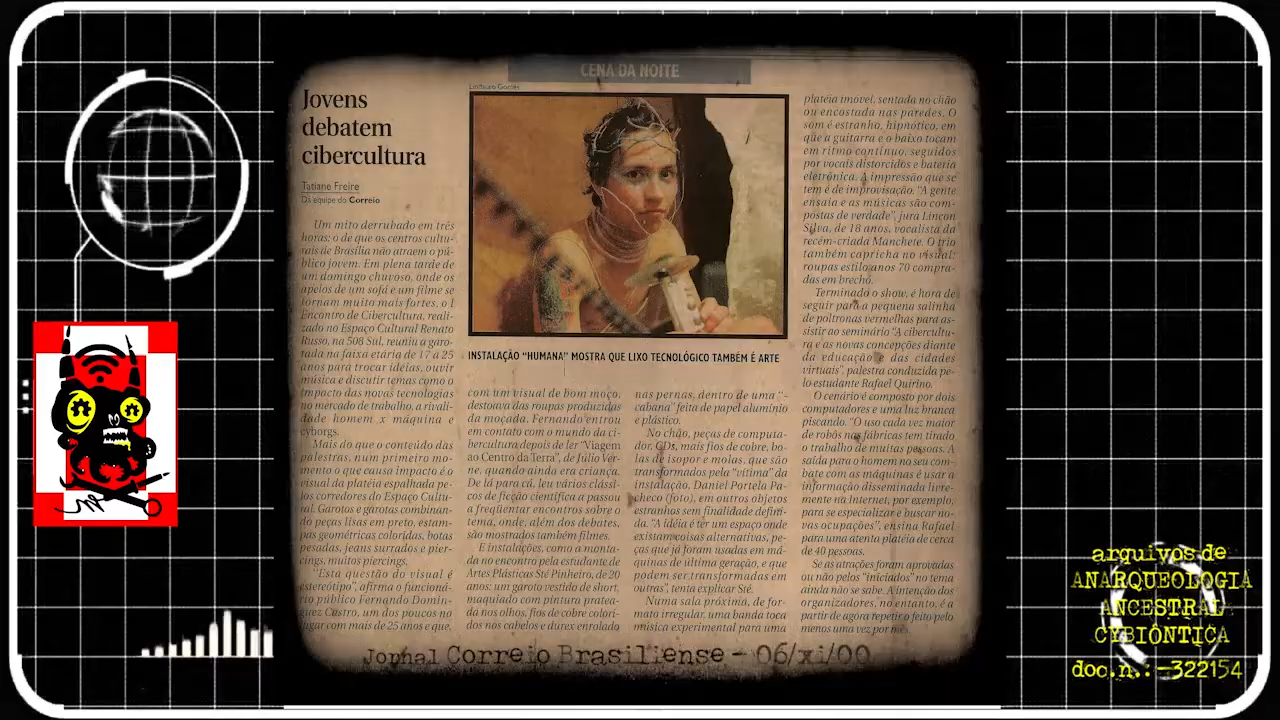 CENA DA NOITE
Jovens
debatem
cibercultura
Tatiane Freire
Da equipe do Correio
Um mito derrubado em três
horas: o de que os centros cultu-
rais de Brasília não atraem o pú-
blico jovem. Em plena tarde de
um domingo chuvoso, onde os
apelos de um sofá e um filme se
tornam muito mais fortes, o I
Encontro de Cibercultura, reali-
zado no Espaço Cultural Renato
Russo, na 508 Sul, reuniu a garo-
tada na faixa etária de 17 a 25
anos para trocar idéias, ouvir
música e discutir temas como o
impacto das novas tecnologias
no mercado de trabalho, a rivali-
dade homem x máquina e
cyborgs.
Mais do que o conteúdo das
palestras, num primeiro mo-
mento o que causa impacto é o
visual da platéia espalhada pe-
los corredores do Espaço Cultu-
ral. Garotos e garotas combinan-
do peças lisas em preto, estam-
pas geométricas coloridas, botas
pesadas, jeans surrados e pier-
cings, muitos piercings.
"Esta questão do visual é
estereótipo", afirma o funcioná-
rio público Fernando Domin-
guez Castro, um dos poucos no
lugar com mais de 25 anos e que,
Lindauro Gomes
INSTALAÇÃO "HUMANA" MOSTRA QUE LIXO TECNOLÓGICO TAMBÉM É ARTE
com um visual de bom moço,
destoava das roupas produzidas
da moçada. Fernando entrou
em contato com o mundo da ci-
bercultura depois de ler "Viagem
ao Centro da Terra", de Júlio Ver-
ne, quando ainda era criança.
De lá para cá, leu vários clássi-
cos de ficção científica a passou
a freqüentar encontros sobre o
tema, onde, além dos debates,
são mostrados também filmes.
E instalações, como a monta-
da no encontro pela estudante de
Artes Plásticas Sté Pinheiro, de 20
anos: um garoto vestido de short,
maquiado com pintura pratea-
da nos olhos, fios de cobre colori-
dos nos cabelos e durex enrolado
nas pernas, dentro de uma "-
cabana" feita de papel alumínio
e plástico.
No chão, peças de computa-
dor, CDs, mais fios de cobre, bo-
las de isopor e molas, que são
transformados pela "vítima" da
instalação, Daniel Portela Pa-
checo (foto), em outros objetos
estranhos sem finalidade defini-
da. "A idéia é ter um espaço onde
existam coisas alternativas, pe-
ças que já foram usadas em má-
quinas de última geração, e que
podem ser transformadas em
outras", tenta explicar Sté.
Numa sala próxima, de for-
mato irregular, uma banda toca
música experimental para uma
platéia imovel, sentada no chão
ou encostada nas paredes. O
som é estranho, hipnótico, em
que a guitarra e o baixo tocam
em ritmo contínuo, seguidos
por vocais distorcidos e bateria
eletrônica. A impressão que se
tem é de improvisação. "A gente
ensaia e as músicas são com-
postas de verdade", jura Lincon
Silva, de 18 anos, vocalista da
recém-criada Manchete. O trio
também capricha no visual:
roupas estilo anos 70 compra-
das em brechó.
Terminado o show, é hora de
seguir para a pequena salinha
de poltronas vermelhas para as-
sistir ao seminário "A cibercultu-
ra e as novas concepções diante
da educação e das cidades
virtuais", palestra conduzida pe-
lo estudante Rafael Quirino.
O cenário é composto por dois
computadores e uma luz branca
piscando. "O uso cada vez maior
de robôs nas fábricas tem tirado
o trabalho de muitas pessoas. A
saída para o homem no seu com-
bate com as máquinas é usar a
informação disseminada livre-
mente na Internet, por exemplo,
para se especializar e buscar no-
vas ocupações", ensina Rafael
para uma atenta platéia de cerca
de 40 pessoas.
Se as atrações foram aprovadas
ou não pelos "iniciados" no tema
ainda não se sabe. A intenção dos
organizadores, no entanto, é a
partir de agora repetir o feito pelo
menos uma vez por mês.
Jornal Correio Brasiliense - 06/xi/00
arquivos de
ANARQUEOLOGIA
ANCESTRAL
CYBIÔNTICA
doc.n.:-322154